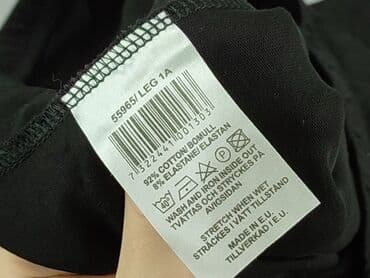 55965/LEG 1A
7322441001303
92% COTTON/BOMULL
8% ELASTANE/ELASTAN
40°
WASH AND IRON INSIDE OUT
TVÄTTAS OCH STRYKES PÅ
AVIGSIDAN
STRETCH WHEN WET
STRÄCKES I VÅTT TILLSTÅND
MADE IN E.U.
TILLVERKAD I E.U.